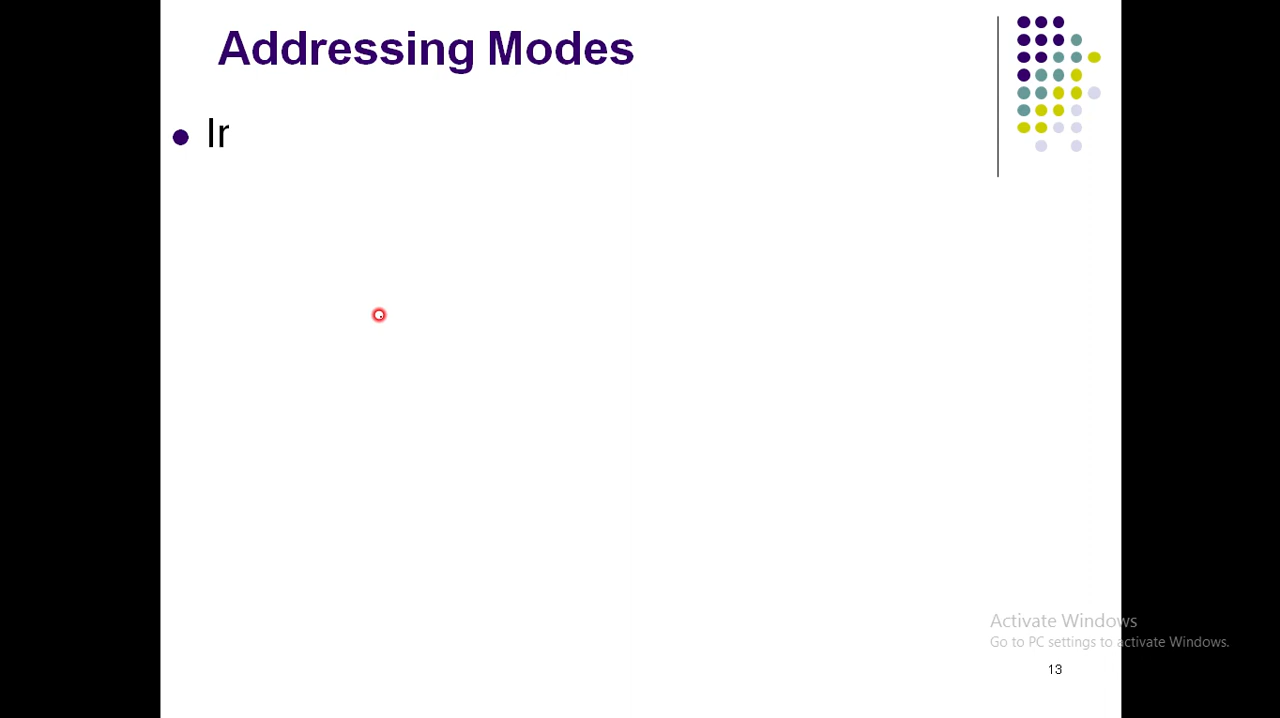 Addressing Modes
Ir
Activate Windows
Go to PC settings to activate Windows.
13